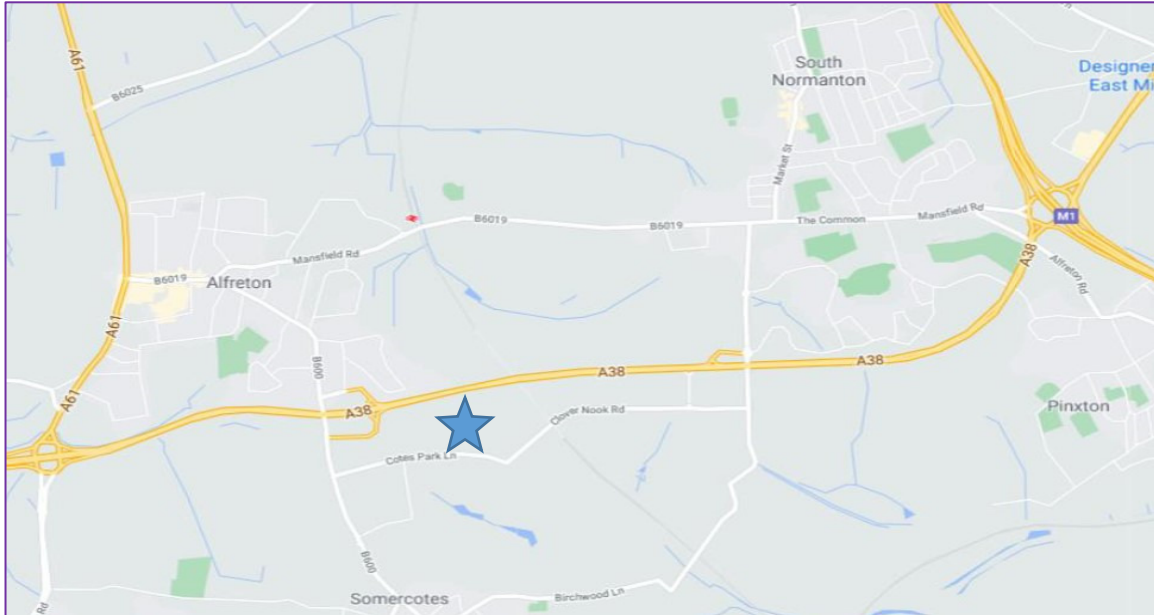 A61
B6025
South
Normanton
Designer
East Mi
Market St
B6019
B6019
The Common
Mansfield Rd
M1
Mansfield Rd
B6019
Alfreton
A61
A38
Alfreton Rd
A61
B600
A38
A38
A38
Clover Nook Rd
Pinxton
Cotes Park Ln
B600
Birchwood Ln
Somercotes
Rd